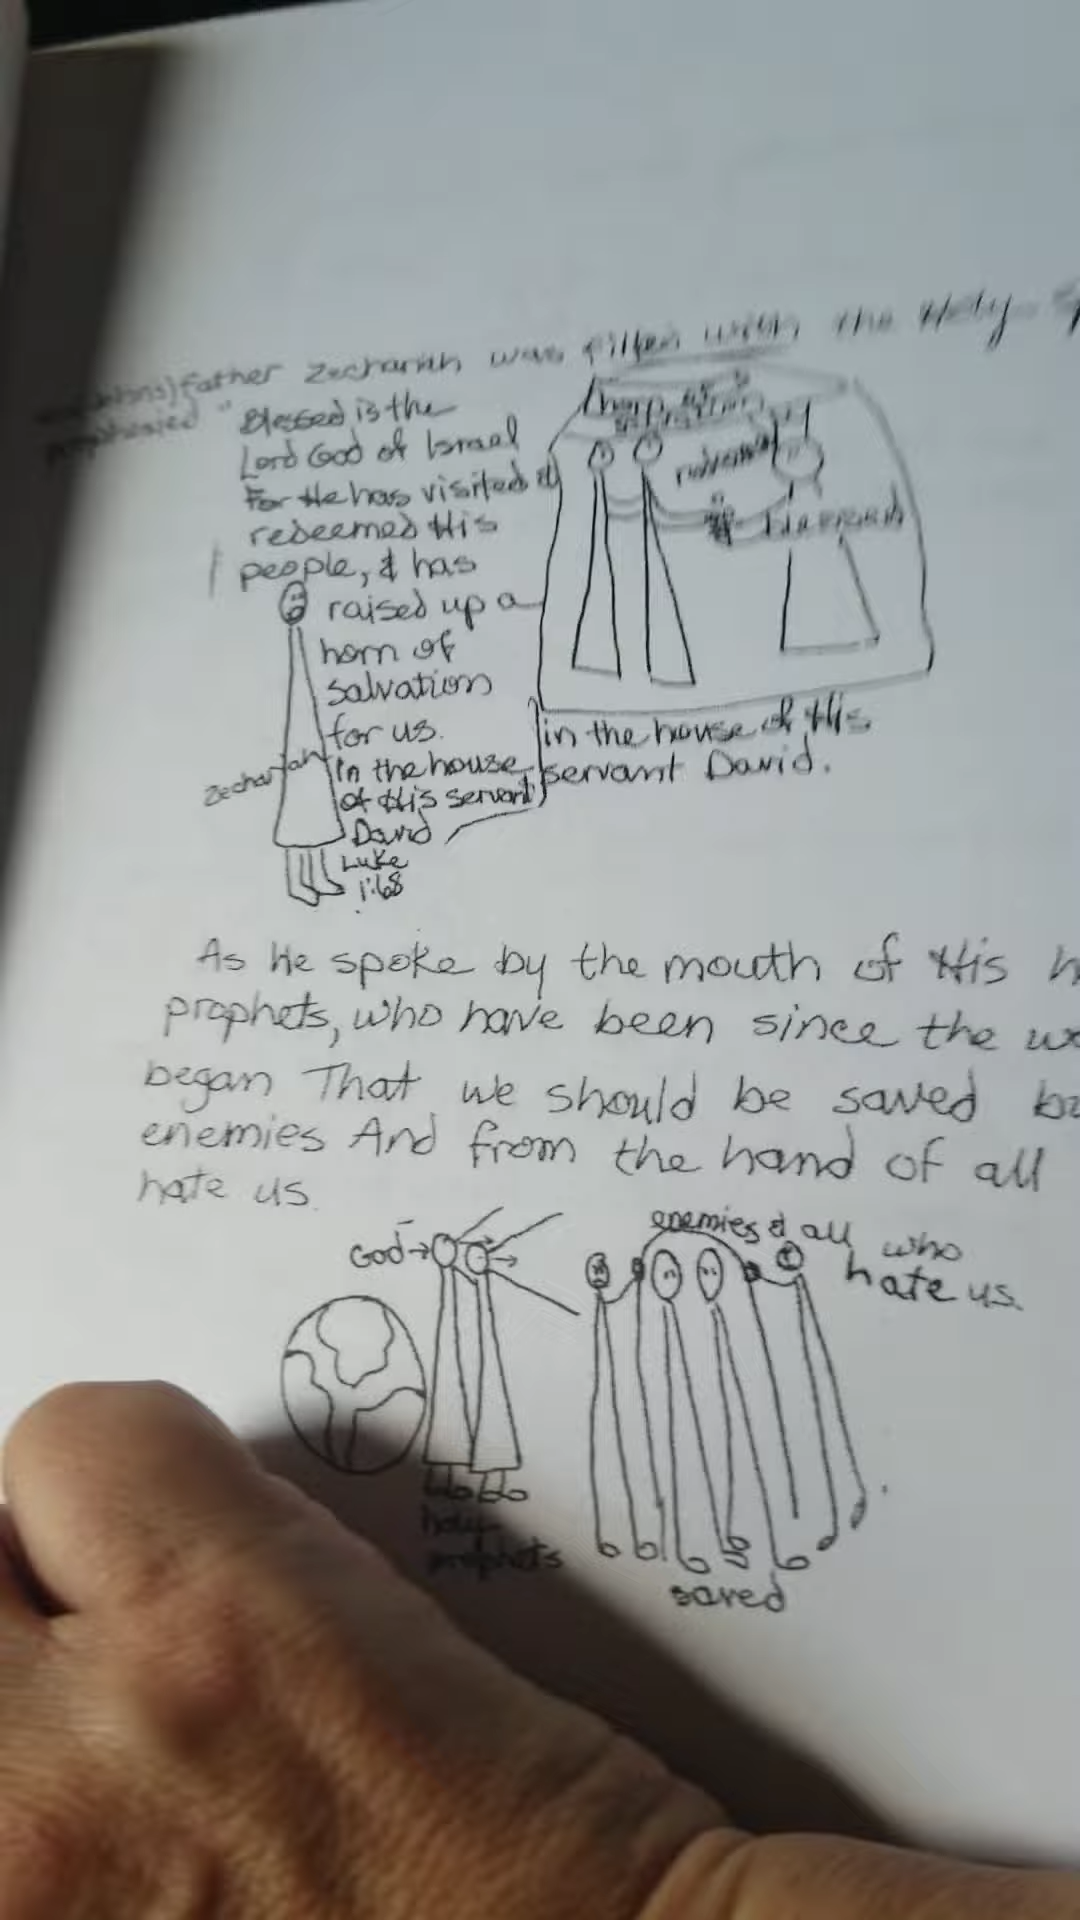 father Zechariah was filled with the Holy
"Blessed is the
Lord God of Israel
For He has visited &
redeemed His
people, & has
raised up a
horn of
salvation
for us.
In the house
of His servant
David
Luke
1:68
Zechariah
horn of
salvation
redeemed
in the house of His
servant David.
As He spoke by the mouth of His
prophets, who have been since the
began That we should be saved
enemies And from the hand of all
hate us.
God
enemies & all who
hate us.
holy
prophets
saved